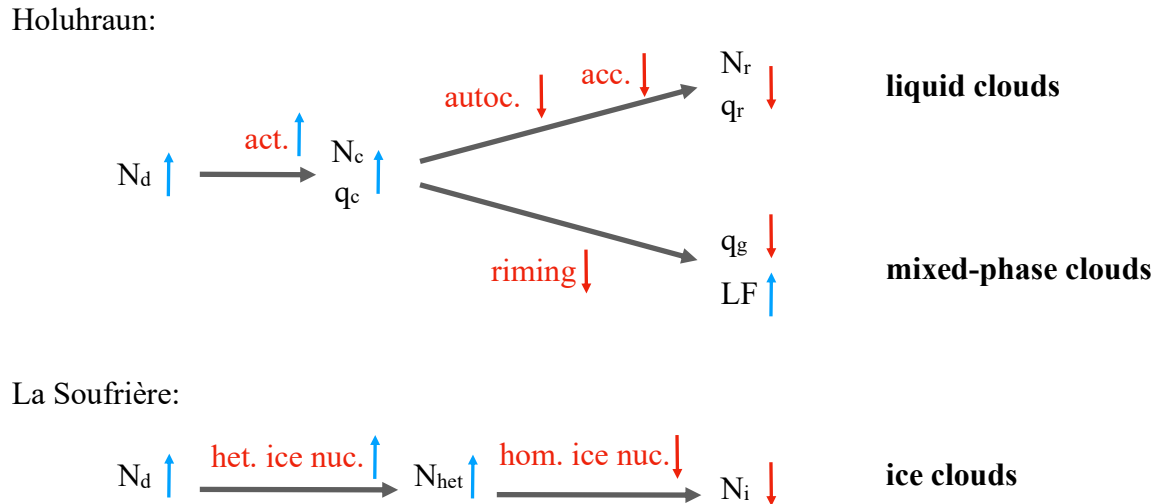 Holuhraun:
acc.
autoc.
Nr
qr
liquid clouds
act.
Nd
Nc
qc
riming
qg
LF
mixed-phase clouds
La Soufrière:
Nd
het. ice nuc.
Nhet
hom. ice nuc.
Ni
ice clouds